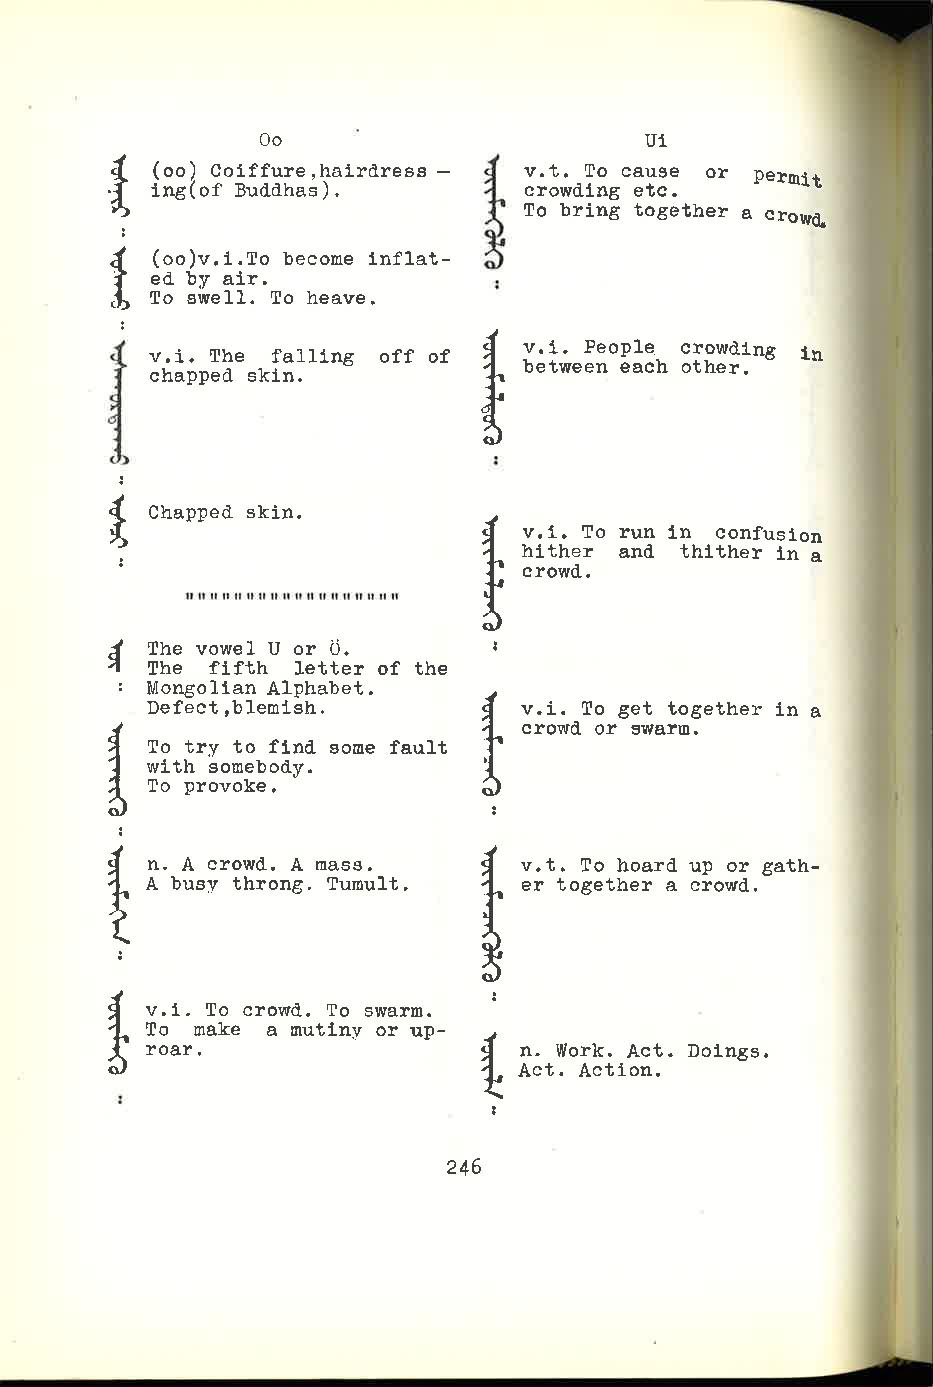 Oo
(oo) Coiffure,hairdress —
ing(of Buddhas).
(oo)v.i.To become inflat-
ed by air.
To swell. To heave.
v.i. The falling off of
chapped skin.
Chapped skin.
""""""""""""""""""
The vowel U or Ö.
The fifth letter of the
Mongolian Alphabet.
Defect,blemish.
To try to find some fault
with somebody.
To provoke.
n. A crowd. A mass.
A busy throng. Tumult.
v.i. To crowd. To swarm.
To make a mutiny or up-
roar.
Ui
v.t. To cause or permit
crowding etc.
To bring together a crowd.
v.i. People crowding in
between each other.
v.i. To run in confusion
hither and thither in a
crowd.
v.i. To get together in a
crowd or swarm.
v.t. To hoard up or gath-
er together a crowd.
n. Work. Act. Doings.
Act. Action.
246